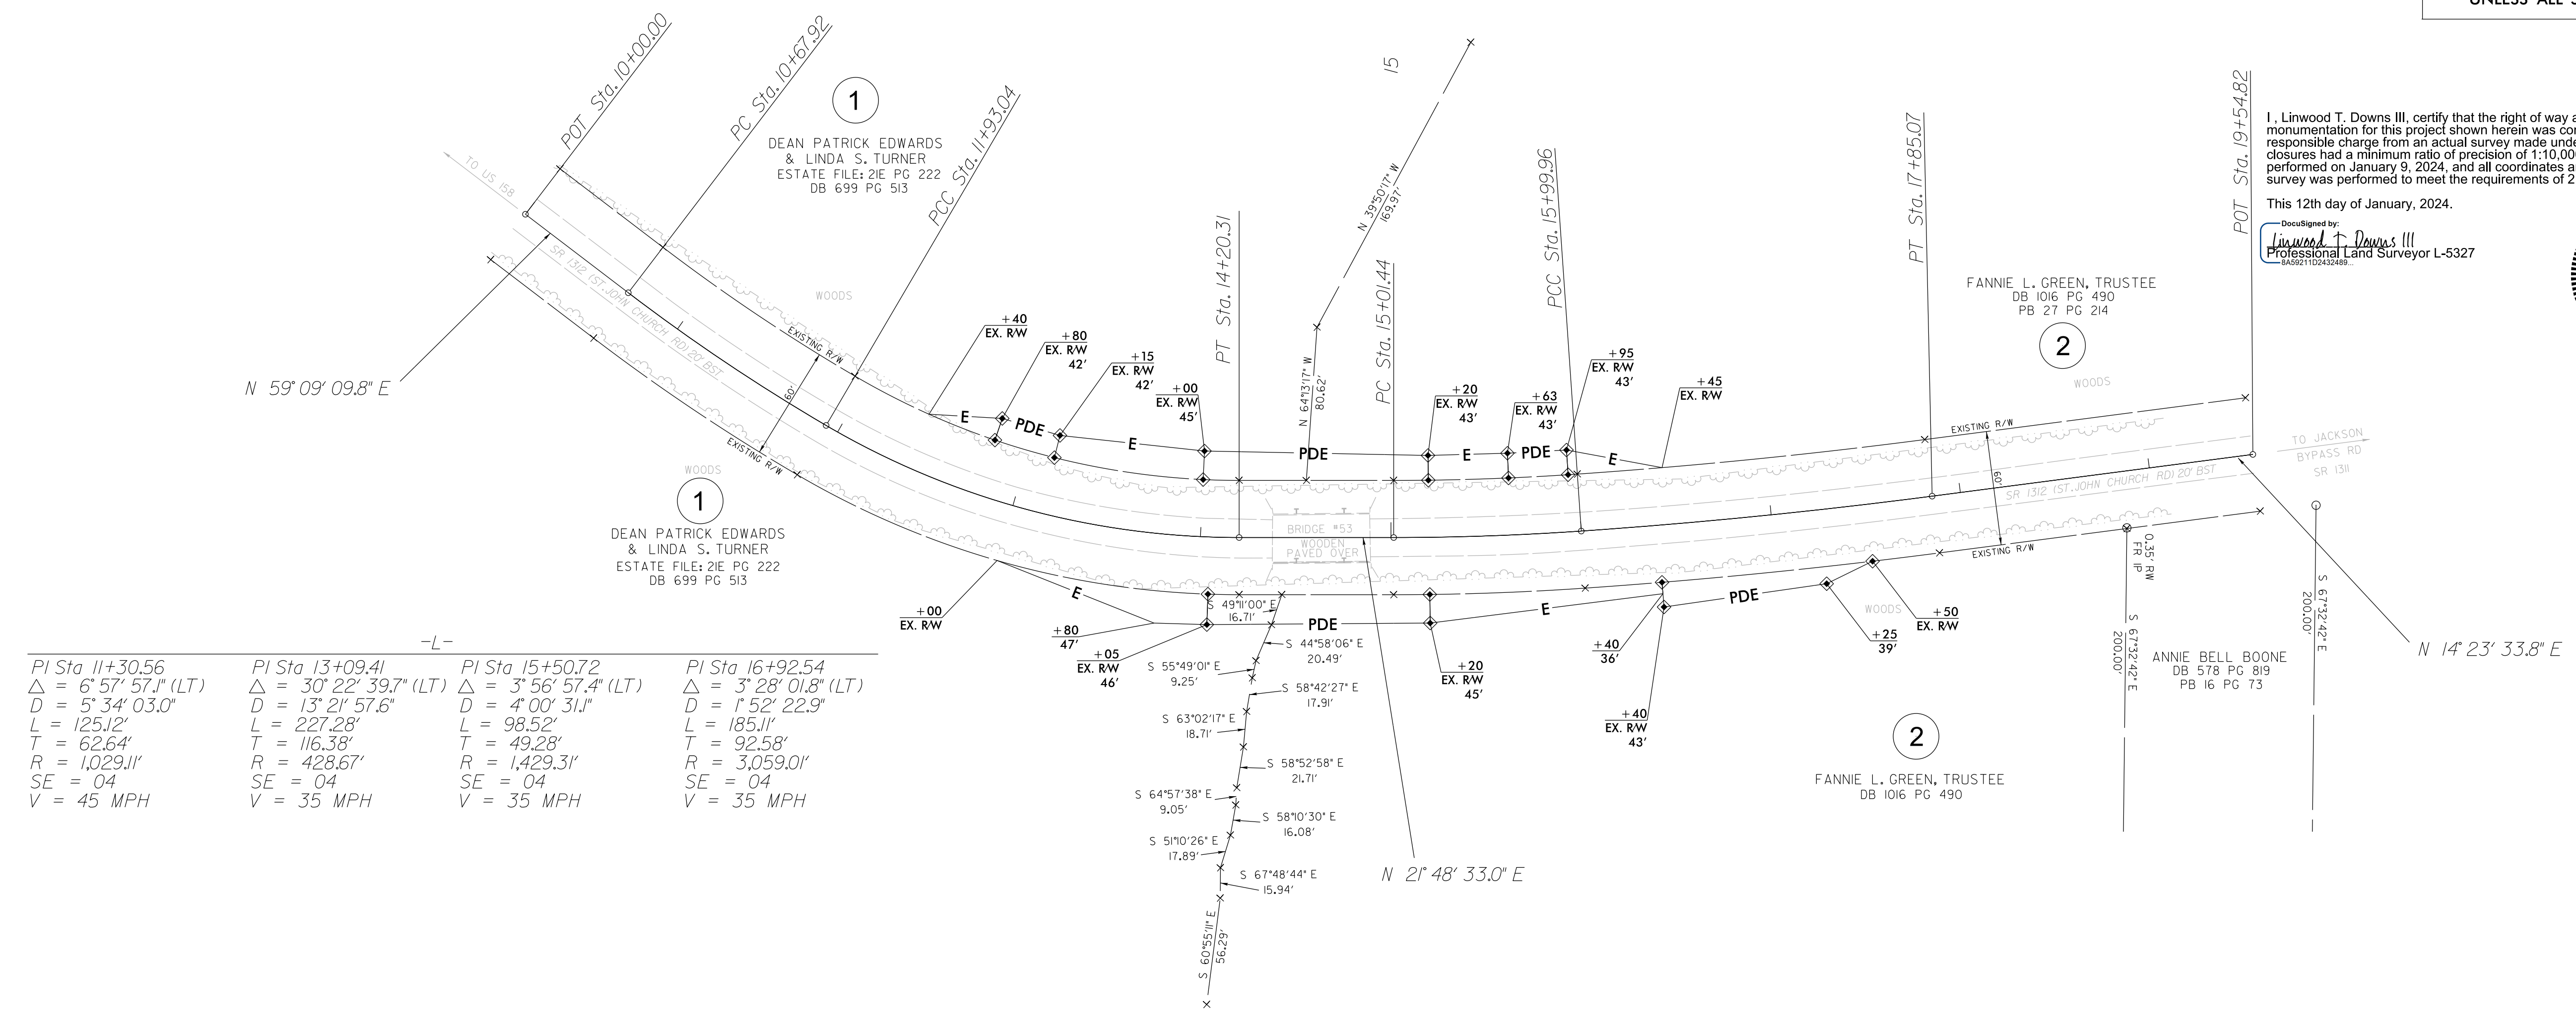 UNLESS ALL S
POT Sta. 10+00.00
PC Sta. 10+67.92
PCC Sta. 11+93.04
PT Sta. 14+20.31
PC Sta. 15+01.44
PCC Sta. 15+99.96
PT Sta. 17+85.07
POT Sta. 19+54.82
15
I , Linwood T. Downs III, certify that the right of way a
monumentation for this project shown herein was co
responsible charge from an actual survey made unde
closures had a minimum ratio of precision of 1:10,00
performed on January 9, 2024, and all coordinates a
survey was performed to meet the requirements of 2
This 12th day of January, 2024.
DocuSigned by:
Linwood T. Downs III
Professional Land Surveyor L-5327
8A59211D2432489...
1
DEAN PATRICK EDWARDS
& LINDA S. TURNER
ESTATE FILE: 21E PG 222
DB 699 PG 513
TO US 158
SR 1312 (ST. JOHN CHURCH RD) 20' BST
WOODS
EXISTING R/W
60'
EXISTING R/W
N 59° 09' 09.8" E
N 39°50'17" W
169.97'
N 64°13'17" W
80.62'
+40
EX. R/W
+80
EX. R/W
42'
+15
EX. R/W
42'
+00
EX. R/W
45'
+20
EX. R/W
43'
+63
EX. R/W
43'
+95
EX. R/W
43'
+45
EX. R/W
E
PDE
E
PDE
E
PDE
E
FANNIE L. GREEN, TRUSTEE
DB 1016 PG 490
PB 27 PG 214
2
WOODS
EXISTING R/W
60'
EXISTING R/W
TO JACKSON
BYPASS RD
SR 1311
SR 1312 (ST. JOHN CHURCH RD) 20' BST
BRIDGE #53
WOODEN
PAVED OVER
WOODS
1
DEAN PATRICK EDWARDS
& LINDA S. TURNER
ESTATE FILE: 21E PG 222
DB 699 PG 513
E
PDE
E
PDE
+00
EX. R/W
+80
47'
+05
EX. R/W
46'
+20
EX. R/W
45'
+40
36'
+40
EX. R/W
43'
+25
39'
+50
EX. R/W
WOODS
S 49°11'00" E
16.71'
S 44°58'06" E
20.49'
S 55°49'01" E
9.25'
S 58°42'27" E
17.91'
S 63°02'17" E
18.71'
S 58°52'58" E
21.71'
S 64°57'38" E
9.05'
S 58°10'30" E
16.08'
S 51°10'26" E
17.89'
S 67°48'44" E
15.94'
S 60°55'11" E
56.29'
N 21° 48' 33.0" E
N 14° 23' 33.8" E
0.35' RW
FR IP
S 67°32'42" E
200.00'
S 67°32'42" E
200.00'
ANNIE BELL BOONE
DB 578 PG 819
PB 16 PG 73
2
FANNIE L. GREEN, TRUSTEE
DB 1016 PG 490
-L-
PI Sta 11+30.56
△ = 6° 57' 57.1" (LT)
D = 5° 34' 03.0"
L = 125.12'
T = 62.64'
R = 1,029.11'
SE = 04
V = 45 MPH
PI Sta 13+09.41
△ = 30° 22' 39.7" (LT)
D = 13° 21' 57.6"
L = 227.28'
T = 116.38'
R = 428.67'
SE = 04
V = 35 MPH
PI Sta 15+50.72
△ = 3° 56' 57.4" (LT)
D = 4° 00' 31.1"
L = 98.52'
T = 49.28'
R = 1,429.31'
SE = 04
V = 35 MPH
PI Sta 16+92.54
△ = 3° 28' 01.8" (LT)
D = 1° 52' 22.9"
L = 185.11'
T = 92.58'
R = 3,059.01'
SE = 04
V = 35 MPH